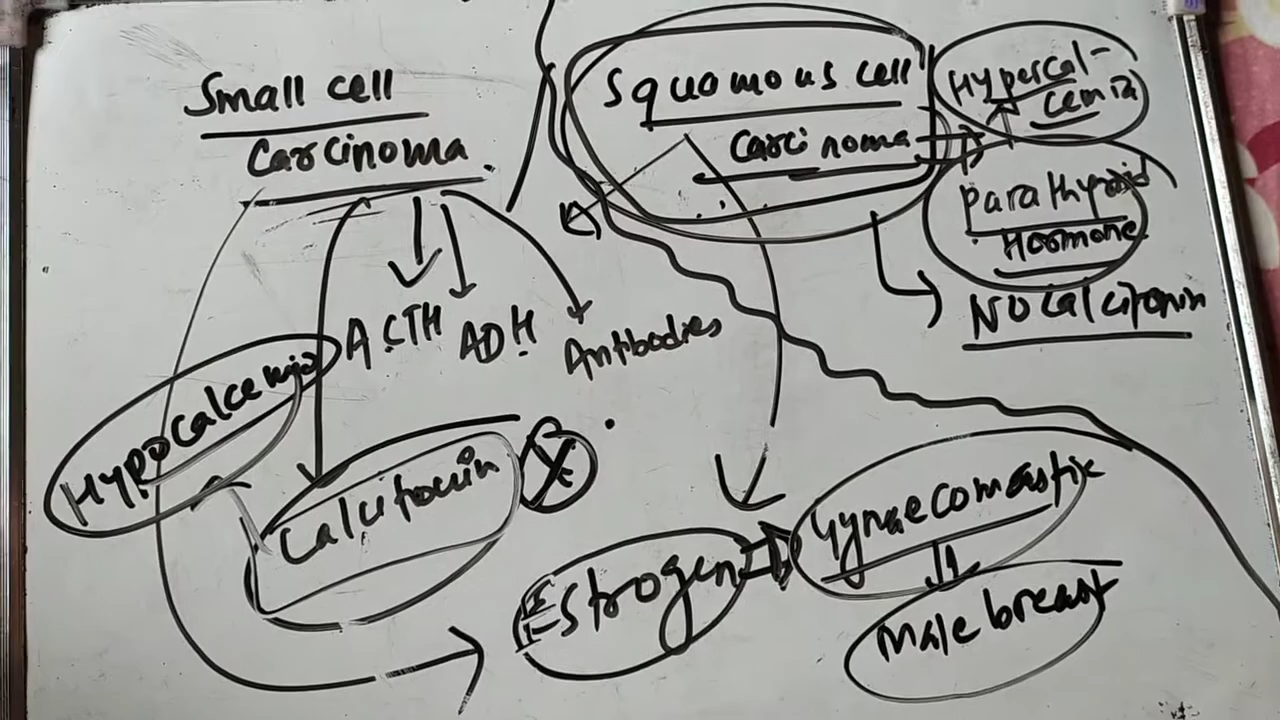 Small cell
Carcinoma.
Squamous cell
Carcinoma
Hypercal-
cemia
Parathyroid
Hormone
NO Calcitonin
ACTH
ADH
Antibodies
Hypocalcemia
Calcitonin
Estrogen
Gynaecomastia
Male breast